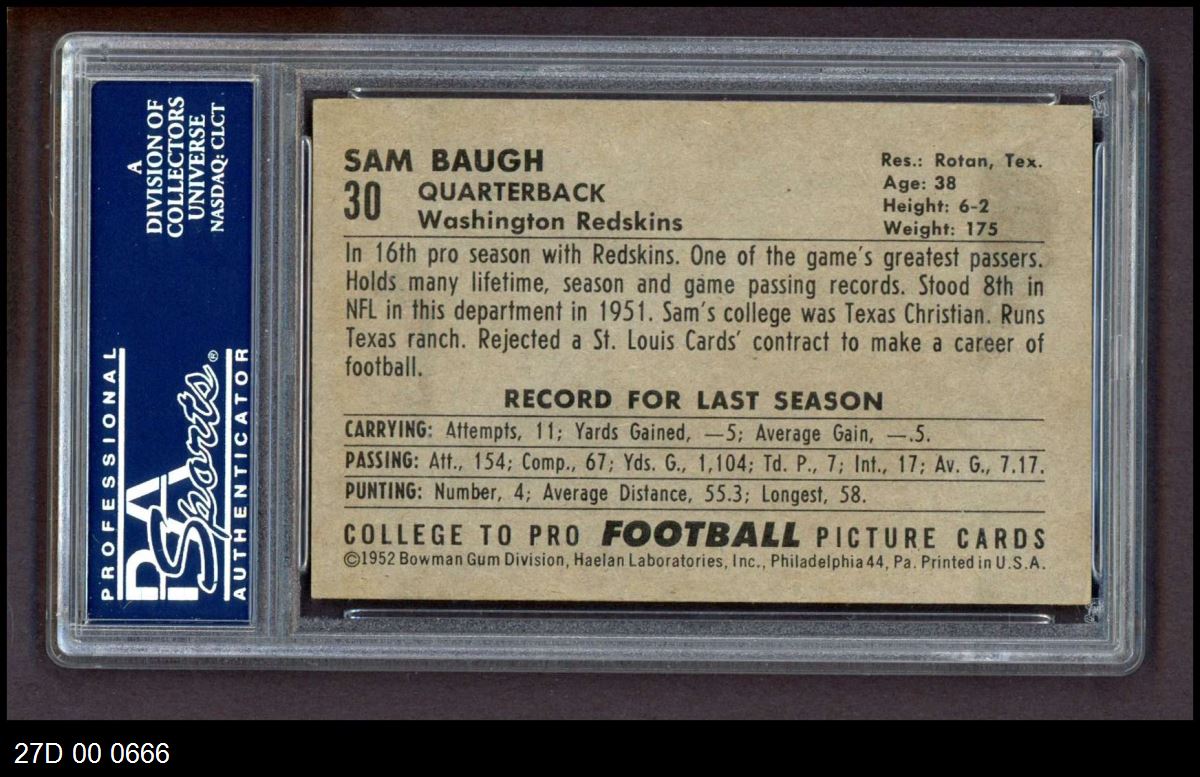 A
DIVISION OF
COLLECTORS
UNIVERSE
NASDAQ: CLCT
PROFESSIONAL
PSA
Sports®
AUTHENTICATOR
SAM BAUGH
30 QUARTERBACK
Washington Redskins
Res.: Rotan, Tex.
Age: 38
Height: 6-2
Weight: 175
In 16th pro season with Redskins. One of the game's greatest passers.
Holds many lifetime, season and game passing records. Stood 8th in
NFL in this department in 1951. Sam's college was Texas Christian. Runs
Texas ranch. Rejected a St. Louis Cards' contract to make a career of
football.
RECORD FOR LAST SEASON
CARRYING: Attempts, 11; Yards Gained, —5; Average Gain, —.5.
PASSING: Att., 154; Comp., 67; Yds. G., 1,104; Td. P., 7; Int., 17; Av. G., 7.17.
PUNTING: Number, 4; Average Distance, 55.3; Longest, 58.
COLLEGE TO PRO FOOTBALL PICTURE CARDS
©1952 Bowman Gum Division, Haelan Laboratories, Inc., Philadelphia 44, Pa. Printed in U.S.A.
27D 00 0666